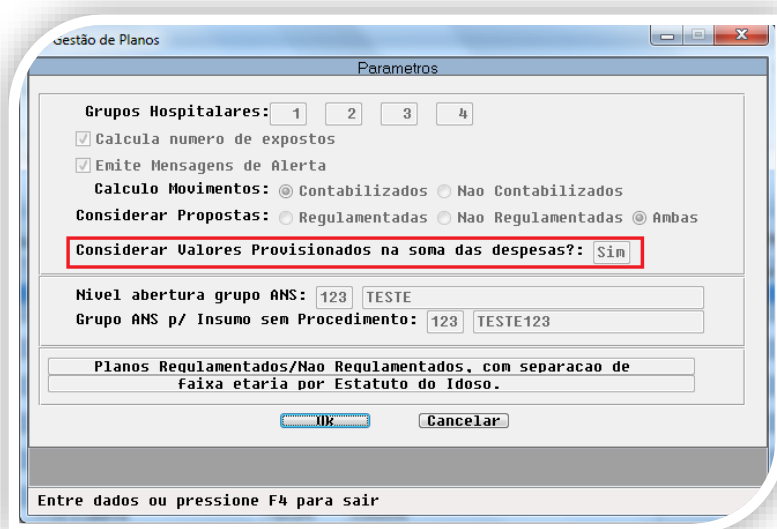 Gestão de Planos
Parametros
Grupos Hospitalares: 1 2 3 4
Calcula numero de expostos
Emite Mensagens de Alerta
Calculo Movimentos: Contabilizados Nao Contabilizados
Considerar Propostas: Regulamentadas Nao Regulamentadas Ambas
Considerar Valores Provisionados na soma das despesas?: Sim
Nivel abertura grupo ANS: 123 TESTE
Grupo ANS p/ Insumo sem Procedimento: 123 TESTE123
Planos Regulamentados/Nao Regulamentados, com separacao de
faixa etaria por Estatuto do Idoso.
Ok Cancelar
Entre dados ou pressione F4 para sair